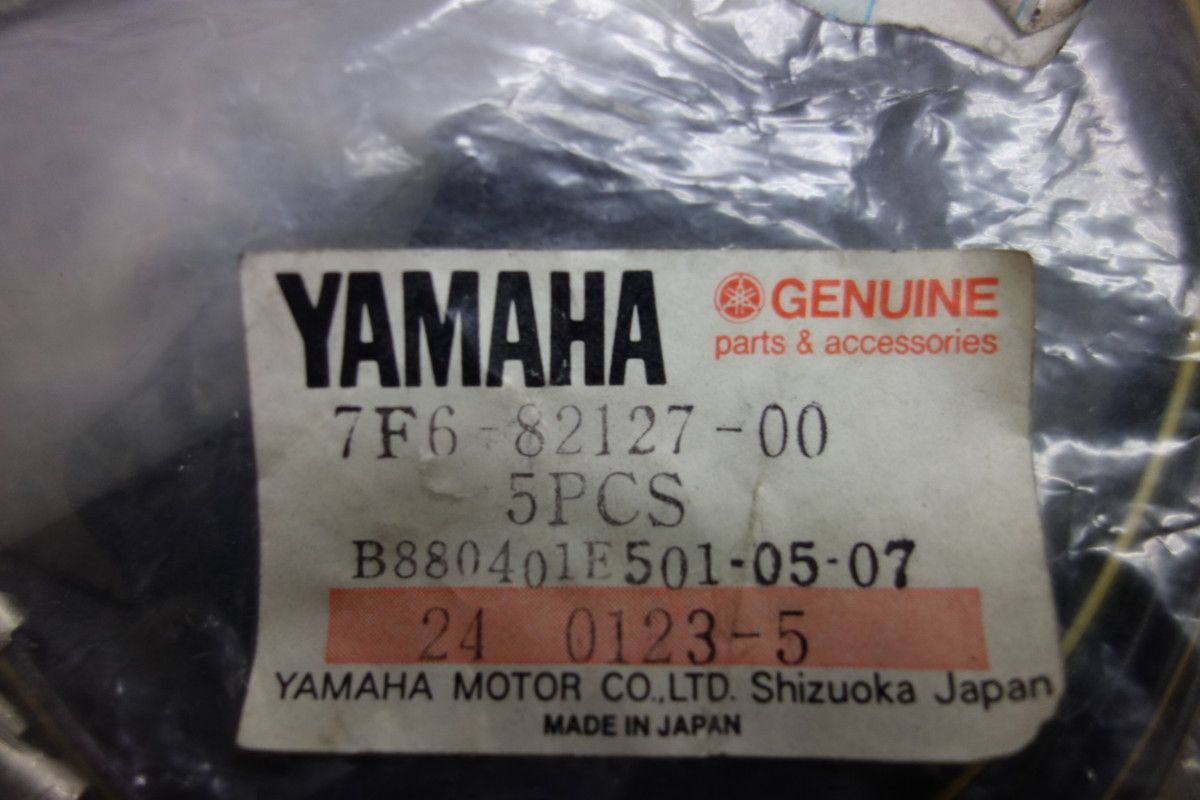 YAMAHA GENUINE
parts & accessories
7F6-82127-00
5PCS
B880401E501-05-07
24 0123-5
YAMAHA MOTOR CO.,LTD. Shizuoka Japan
MADE IN JAPAN